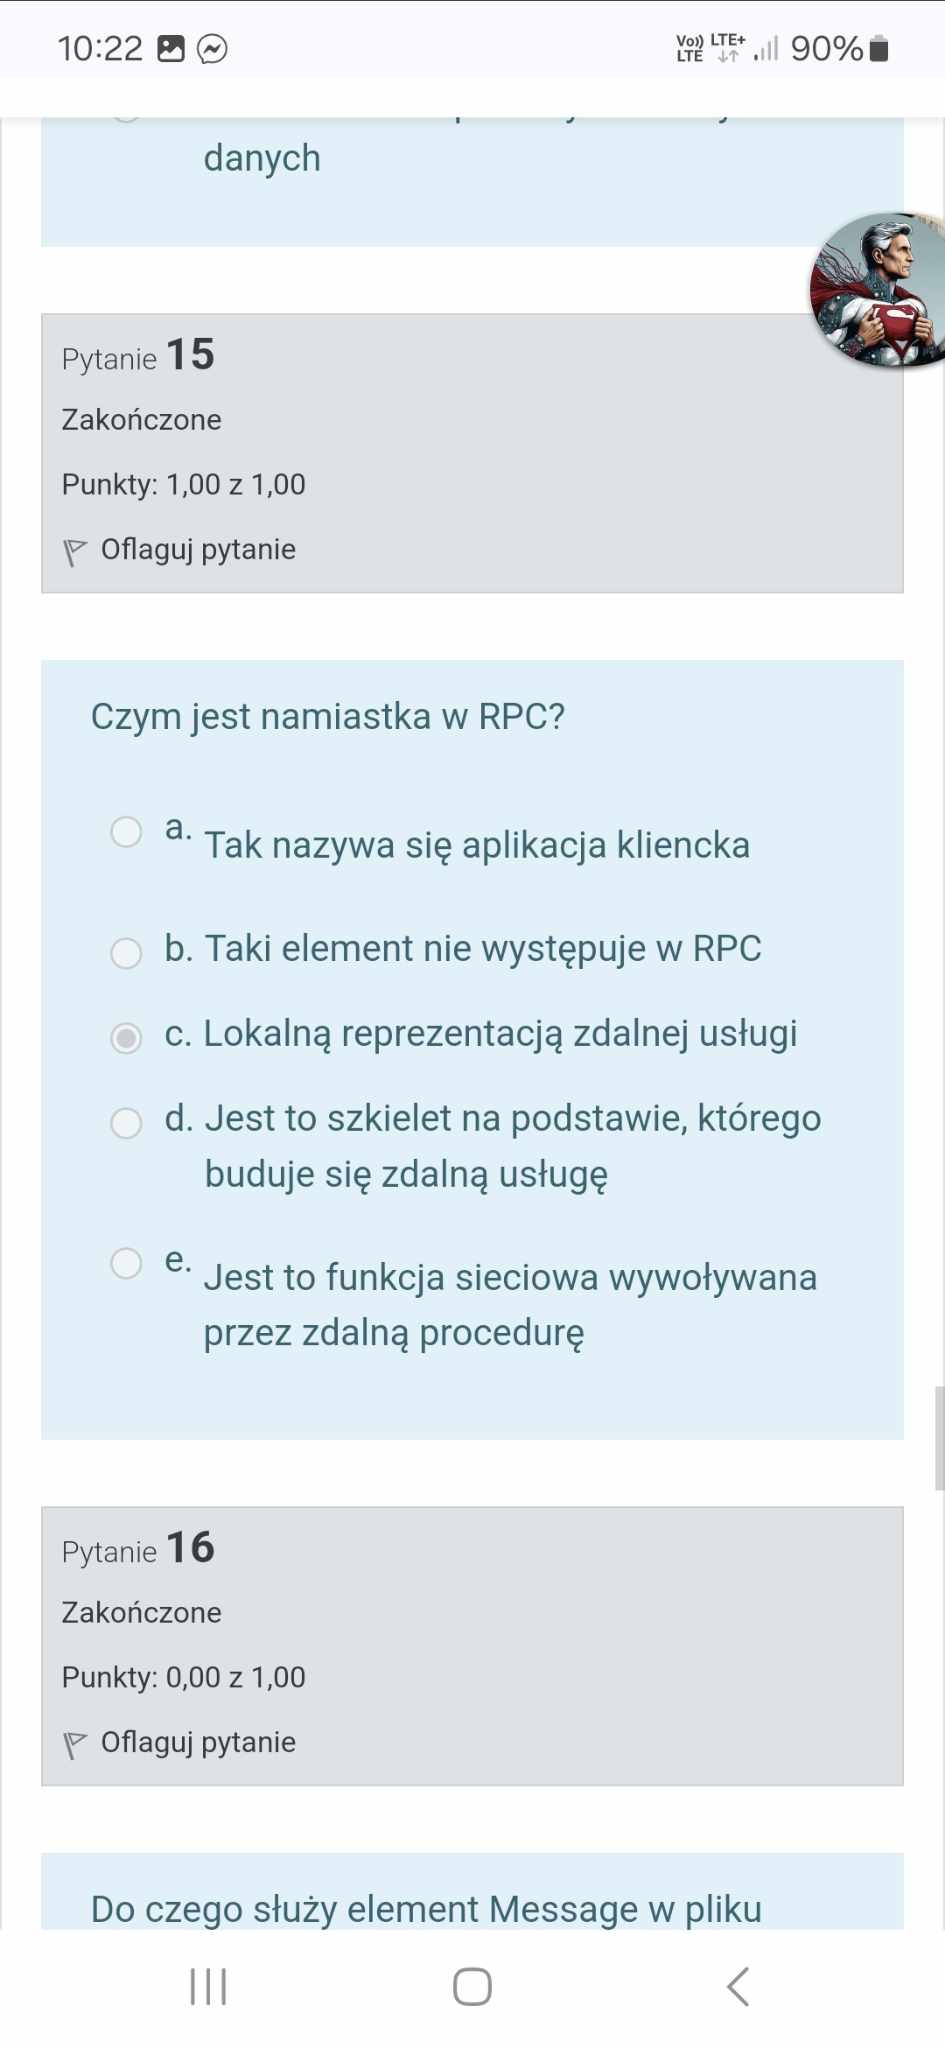 10:22
Vo)) LTE LTE+ 90%
danych
Pytanie 15
Zakończone
Punkty: 1,00 z 1,00
Oflaguj pytanie
Czym jest namiastka w RPC?
a. Tak nazywa się aplikacja kliencka
b. Taki element nie występuje w RPC
c. Lokalną reprezentacją zdalnej usługi
d. Jest to szkielet na podstawie, którego
buduje się zdalną usługę
e. Jest to funkcja sieciowa wywoływana
przez zdalną procedurę
Pytanie 16
Zakończone
Punkty: 0,00 z 1,00
Oflaguj pytanie
Do czego służy element Message w pliku